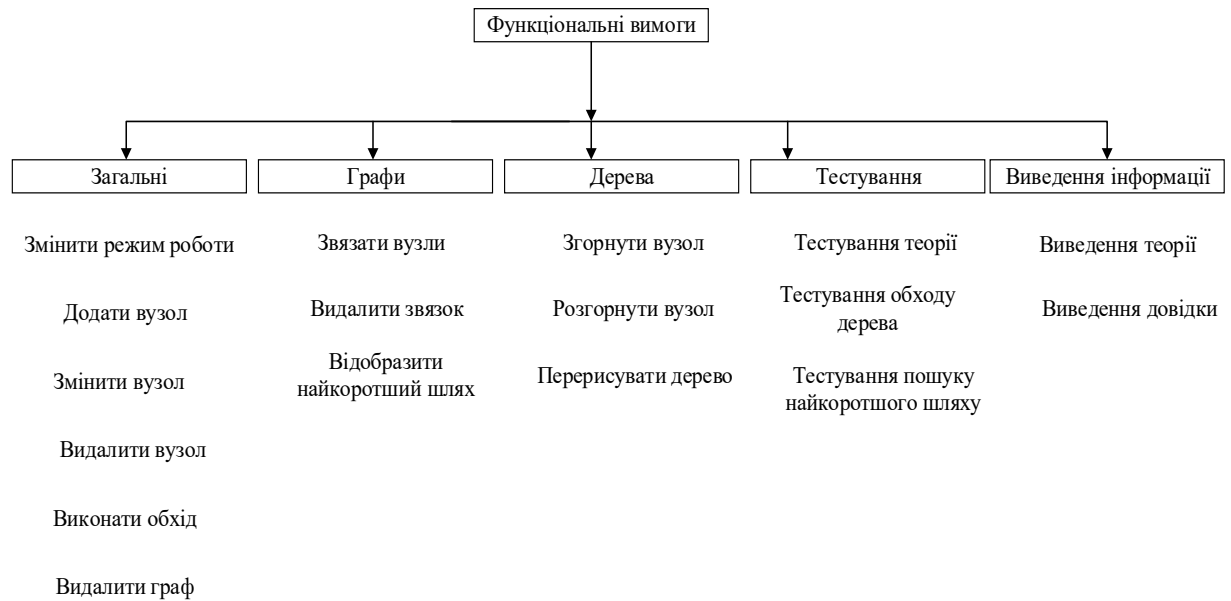 Функціональні вимоги
Загальні
Графи
Дерева
Тестування
Виведення інформації
Змінити режим роботи
Додати вузол
Змінити вузол
Видалити вузол
Виконати обхід
Видалити граф
Звязати вузли
Видалити звязок
Відобразити
найкоротший шлях
Згорнути вузол
Розгорнути вузол
Перерисувати дерево
Тестування теорії
Тестування обходу
дерева
Тестування пошуку
найкоротшого шляху
Виведення теорії
Виведення довідки